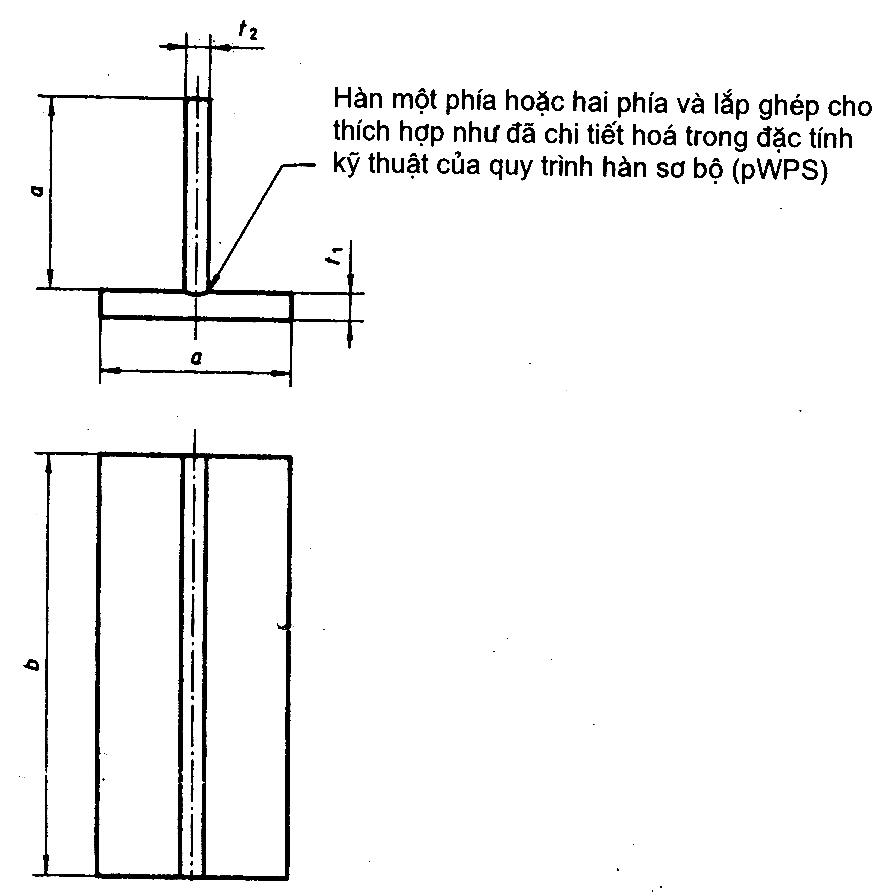 t₂
Hàn một phía hoặc hai phía và lắp ghép cho
thích hợp như đã chi tiết hoá trong đặc tính
kỹ thuật của quy trình hàn sơ bộ (pWPS)
a
t₁
a
b